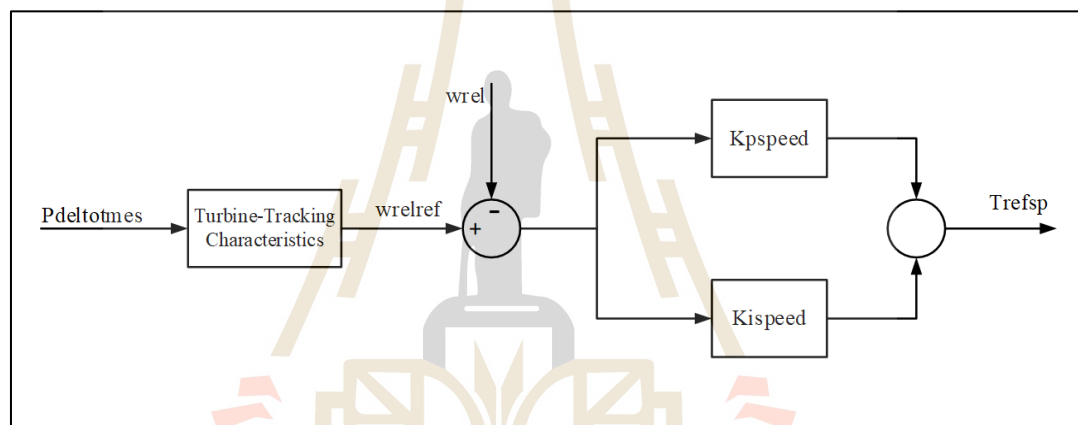 wrel
Kpspeed
Pdeltotmes
Turbine-Tracking
Characteristics
wrelref
-
+
Trefsp
Kispeed